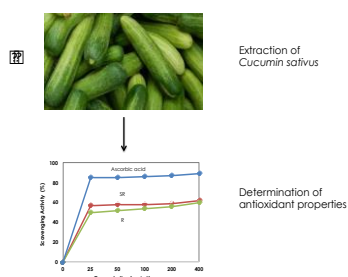 Extraction of
Cucumin sativus
Ascorbic acid
SR
R
Scavenging Activity (%)
100
80
60
40
20
0
0 25 50 100 200 400
Determination of
antioxidant properties